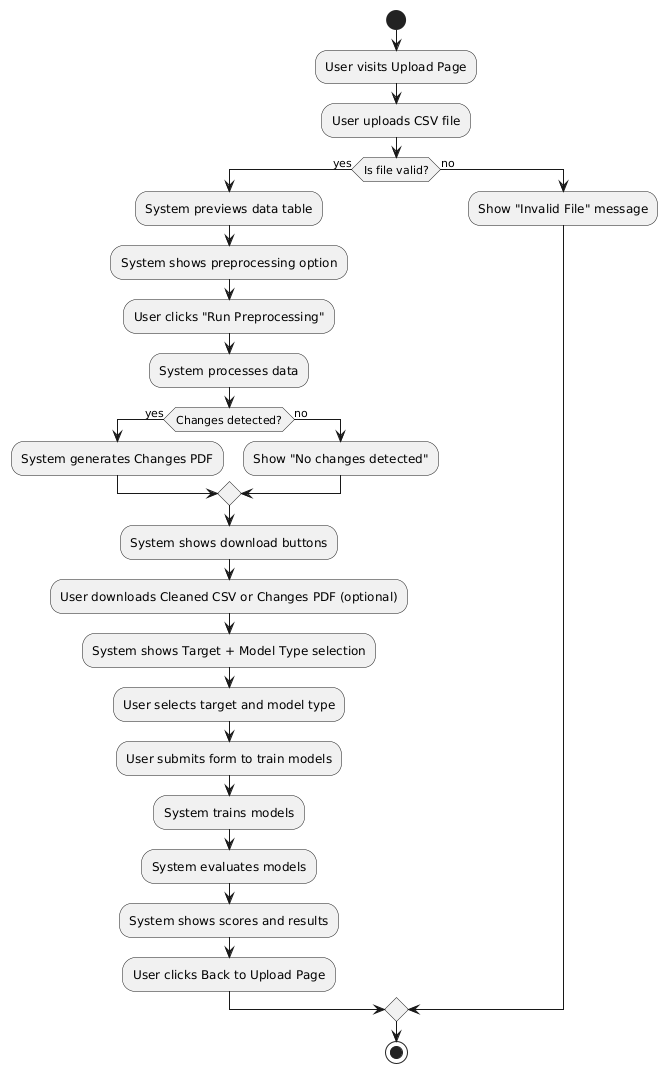 User visits Upload Page
User uploads CSV file
yes
Is file valid?
no
System previews data table
Show "Invalid File" message
System shows preprocessing option
User clicks "Run Preprocessing"
System processes data
yes
Changes detected?
no
System generates Changes PDF
Show "No changes detected"
System shows download buttons
User downloads Cleaned CSV or Changes PDF (optional)
System shows Target + Model Type selection
User selects target and model type
User submits form to train models
System trains models
System evaluates models
System shows scores and results
User clicks Back to Upload Page